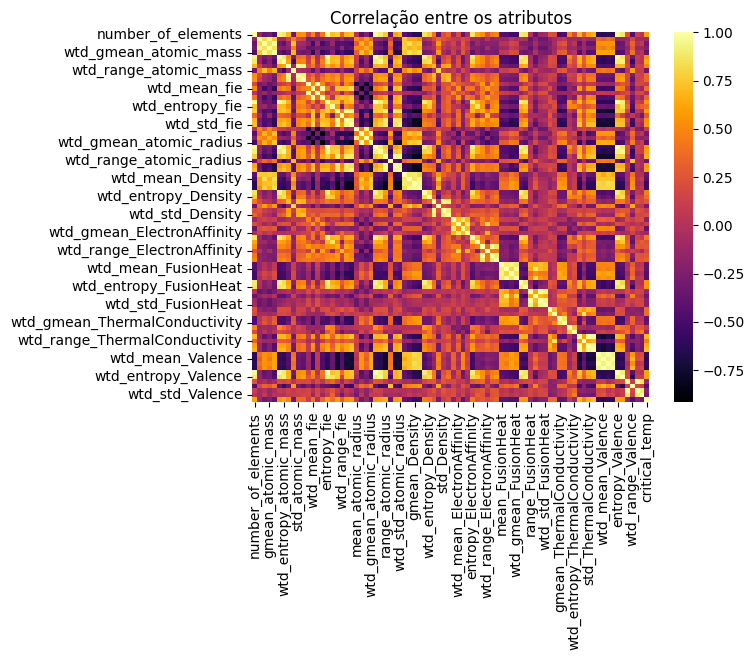 Correlação entre os atributos
number_of_elements
wtd_gmean_atomic_mass
wtd_range_atomic_mass
wtd_mean_fie
wtd_entropy_fie
wtd_std_fie
wtd_gmean_atomic_radius
wtd_range_atomic_radius
wtd_mean_Density
wtd_entropy_Density
wtd_std_Density
wtd_gmean_ElectronAffinity
wtd_range_ElectronAffinity
wtd_mean_FusionHeat
wtd_entropy_FusionHeat
wtd_std_FusionHeat
wtd_gmean_ThermalConductivity
wtd_range_ThermalConductivity
wtd_mean_Valence
wtd_entropy_Valence
wtd_std_Valence
number_of_elements
gmean_atomic_mass
wtd_entropy_atomic_mass
std_atomic_mass
wtd_mean_fie
entropy_fie
wtd_range_fie
mean_atomic_radius
wtd_gmean_atomic_radius
range_atomic_radius
wtd_std_atomic_radius
gmean_Density
wtd_entropy_Density
std_Density
wtd_mean_ElectronAffinity
entropy_ElectronAffinity
wtd_range_ElectronAffinity
mean_FusionHeat
wtd_gmean_FusionHeat
range_FusionHeat
wtd_std_FusionHeat
gmean_ThermalConductivity
wtd_entropy_ThermalConductivity
std_ThermalConductivity
wtd_mean_Valence
entropy_Valence
wtd_range_Valence
critical_temp
1.00
0.75
0.50
0.25
0.00
−0.25
−0.50
−0.75